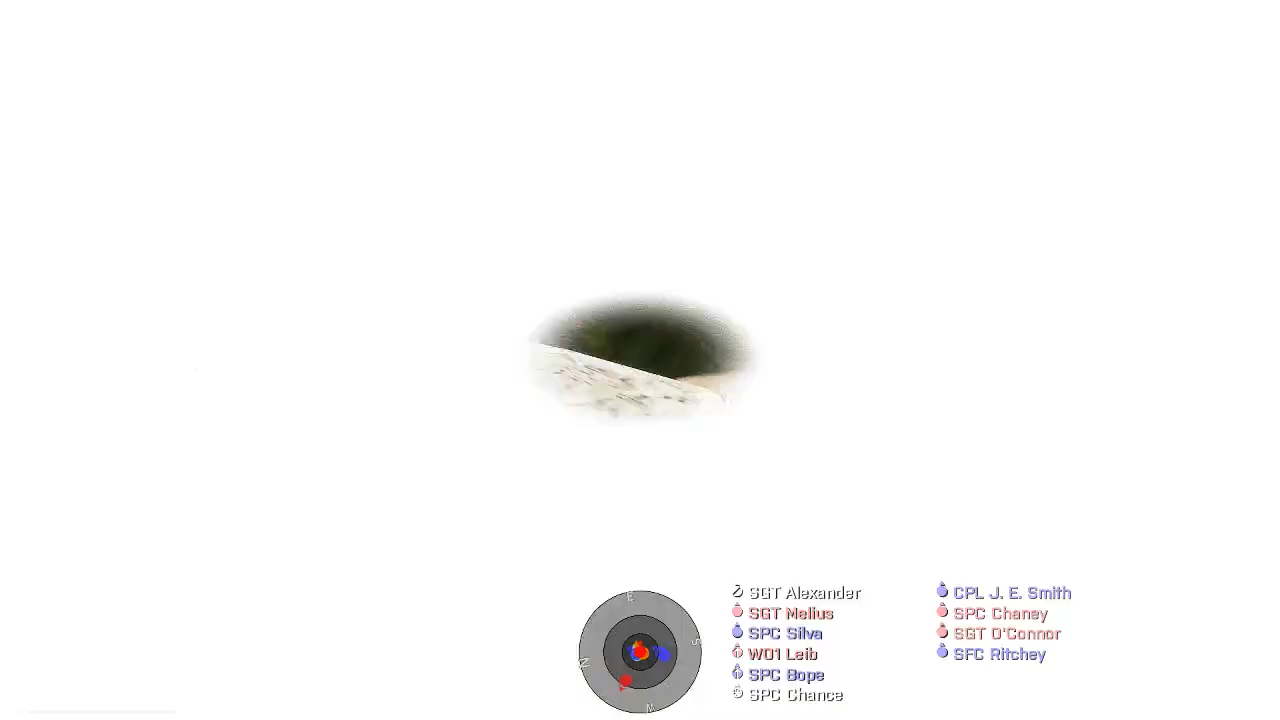 SGT Alexander
SGT Melius
SPC Silva
WO1 Leib
SPC Bope
SPC Chance
CPL J. E. Smith
SPC Chaney
SGT O'Connor
SFC Ritchey
E
S
N
W